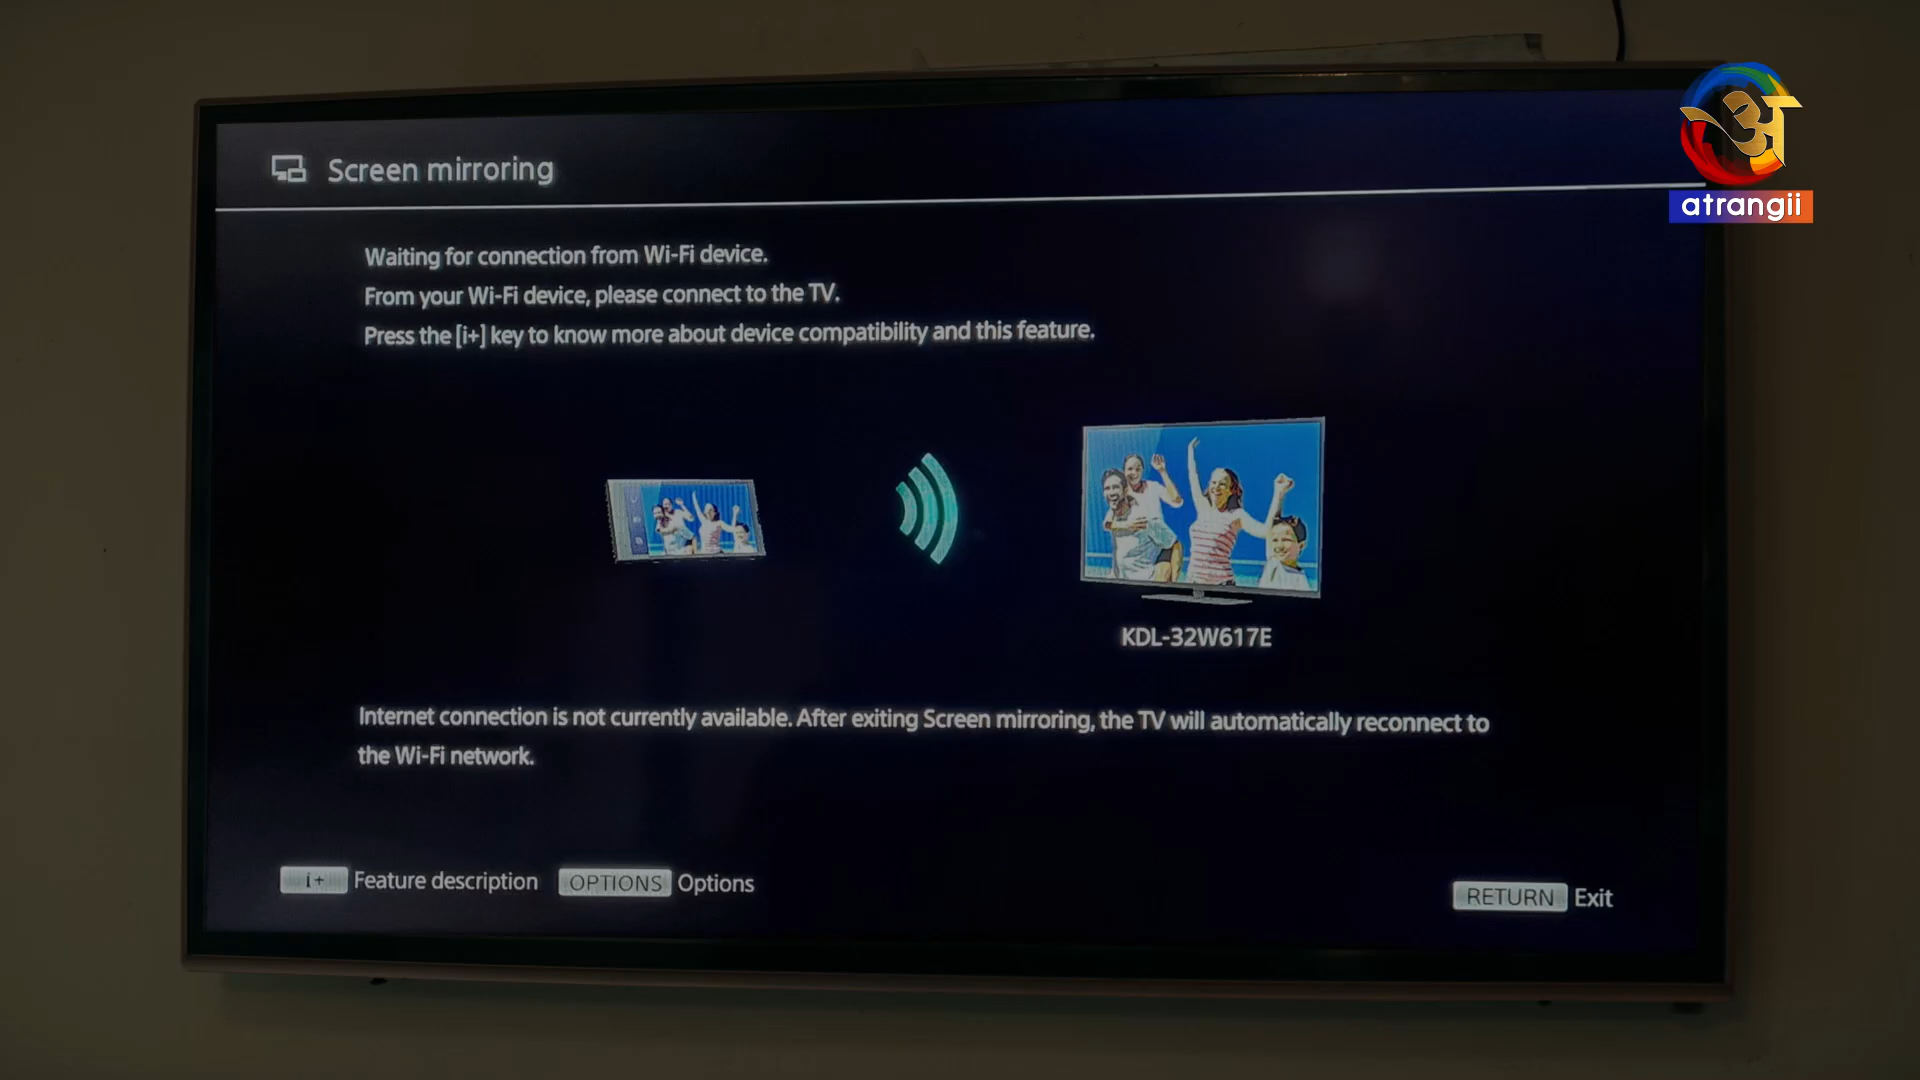 Screen mirroring
अ
atrangii
Waiting for connection from Wi-Fi device.
From your Wi-Fi device, please connect to the TV.
Press the [i+] key to know more about device compatibility and this feature.
KDL-32W617E
Internet connection is not currently available. After exiting Screen mirroring, the TV will automatically reconnect to
the Wi-Fi network.
i+ Feature description OPTIONS Options RETURN Exit